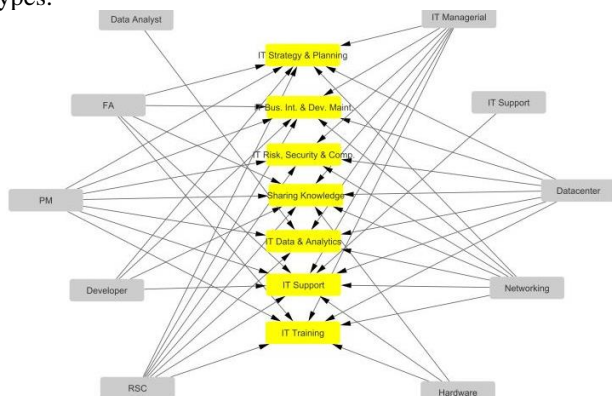 ypes:
Data Analyst
IT Managerial
IT Strategy & Planning
FA
IT Support
Bus. Int. & Dev. Maint.
IT Risk, Security & Comp.
PM
Sharing Knowledge
Datacenter
IT Data & Analytics
Developer
IT Support
Networking
IT Training
RSC
Hardware